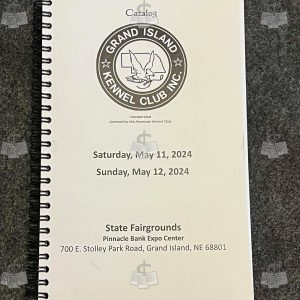 Catalog
GRAND ISLAND
KENNEL CLUB INC.
Incorporated
Licensed by the American Kennel Club
Saturday, May 11, 2024
Sunday, May 12, 2024
State Fairgrounds
Pinnacle Bank Expo Center
700 E. Stolley Park Road, Grand Island, NE 68801